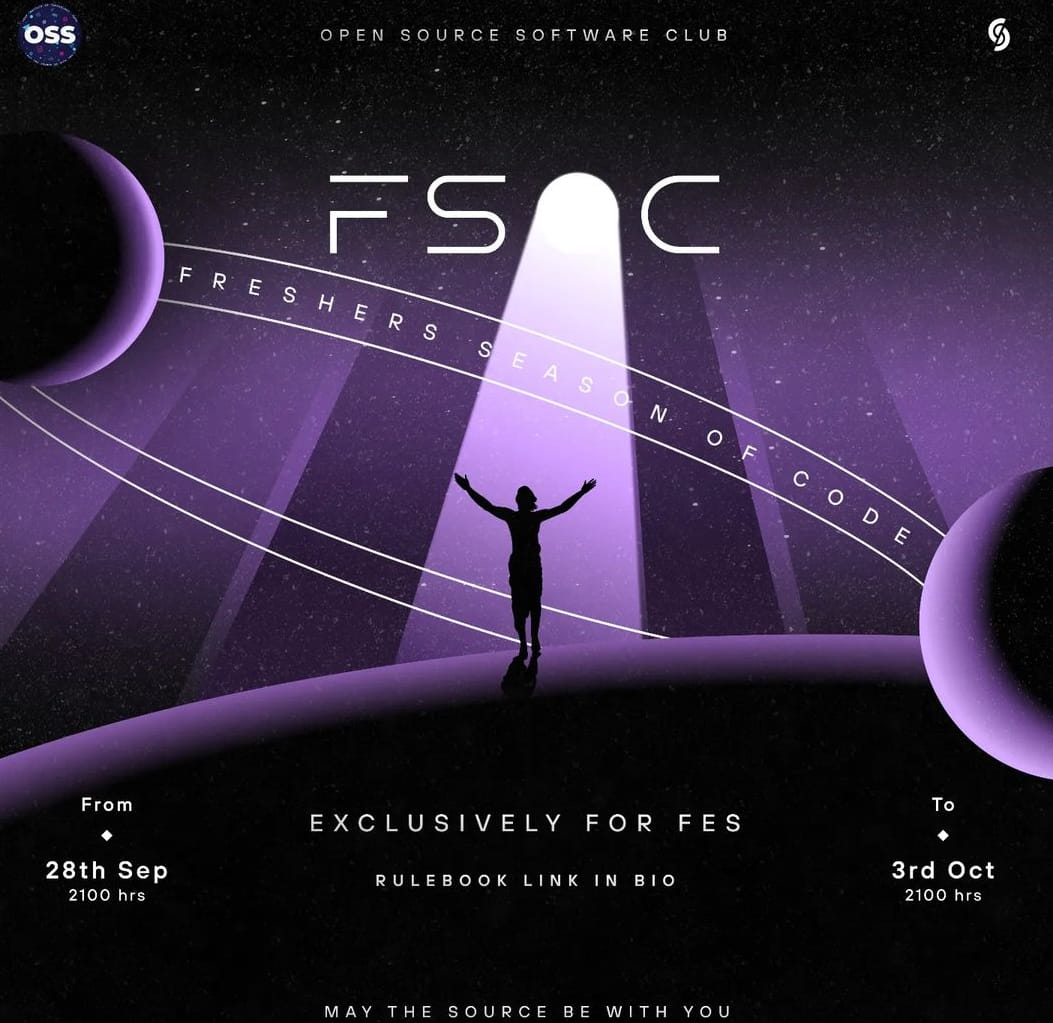 OSS
OPEN SOURCE SOFTWARE CLUB
FSOC
FRESHERS SEASON OF CODE
From
28th Sep
2100 hrs
EXCLUSIVELY FOR FES
RULEBOOK LINK IN BIO
To
3rd Oct
2100 hrs
MAY THE SOURCE BE WITH YOU